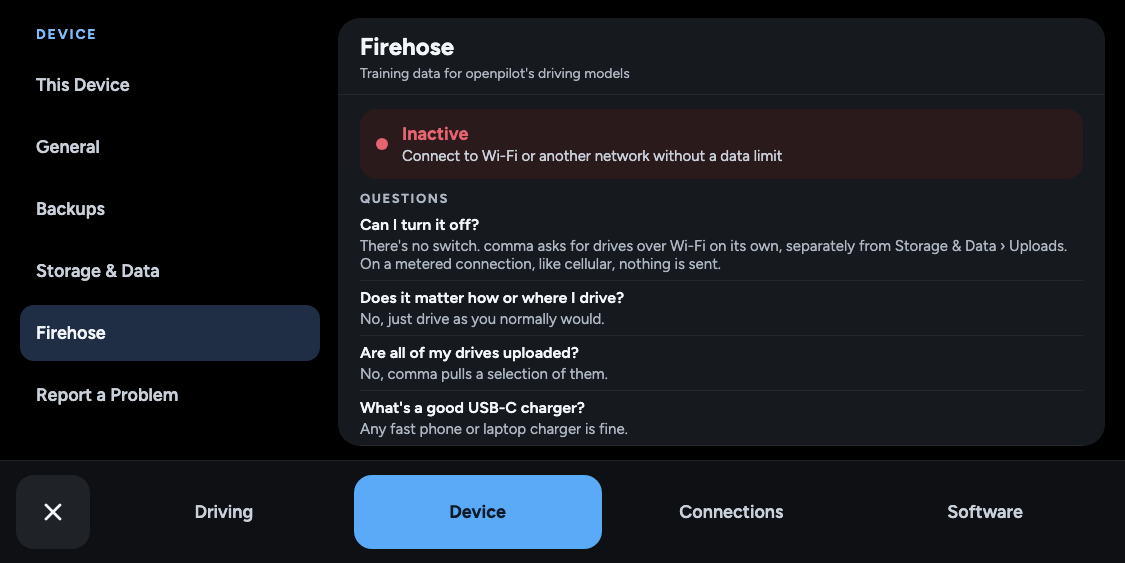 DEVICE
This Device
General
Backups
Storage & Data
Firehose
Report a Problem
Firehose
Training data for openpilot's driving models
Inactive
Connect to Wi-Fi or another network without a data limit
QUESTIONS
Can I turn it off?
There's no switch. comma asks for drives over Wi-Fi on its own, separately from Storage & Data › Uploads.
On a metered connection, like cellular, nothing is sent.
Does it matter how or where I drive?
No, just drive as you normally would.
Are all of my drives uploaded?
No, comma pulls a selection of them.
What's a good USB-C charger?
Any fast phone or laptop charger is fine.
Driving
Device
Connections
Software